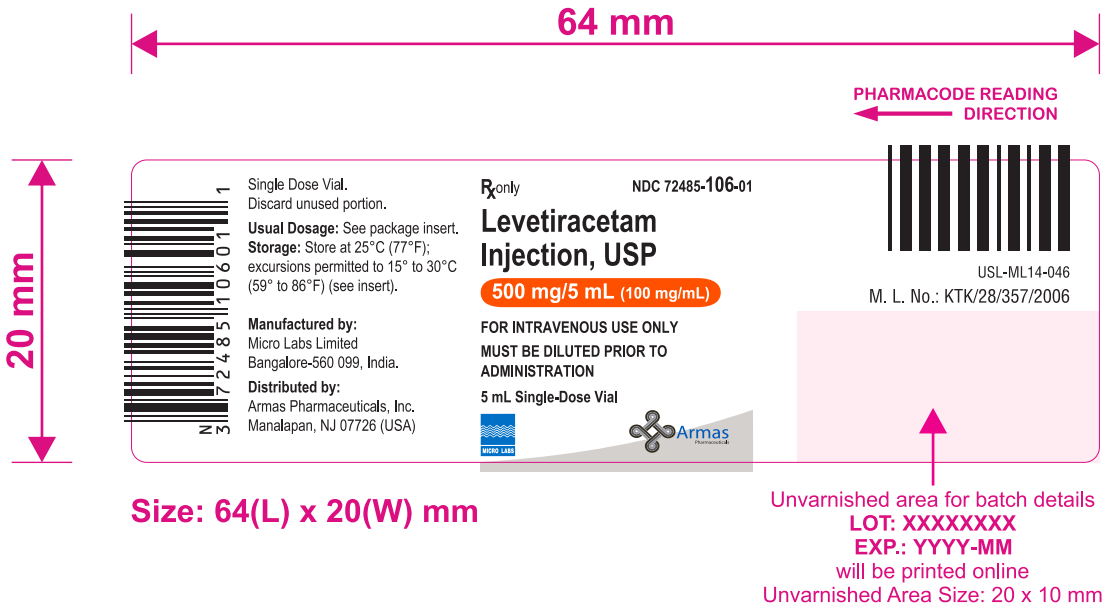 64 mm
PHARMACODE READING
DIRECTION
20 mm
N
3 72485 10601 1
Single Dose Vial.
Discard unused portion.
Usual Dosage: See package insert.
Storage: Store at 25°C (77°F);
excursions permitted to 15° to 30°C
(59° to 86°F) (see insert).
Manufactured by:
Micro Labs Limited
Bangalore-560 099, India.
Distributed by:
Armas Pharmaceuticals, Inc.
Manalapan, NJ 07726 (USA)
Rx only NDC 72485-106-01
Levetiracetam
Injection, USP
500 mg/5 mL (100 mg/mL)
FOR INTRAVENOUS USE ONLY
MUST BE DILUTED PRIOR TO
ADMINISTRATION
5 mL Single-Dose Vial
MICRO LABS
Armas
Pharmaceuticals
USL-ML14-046
M. L. No.: KTK/28/357/2006
Size: 64(L) x 20(W) mm
Unvarnished area for batch details
LOT: XXXXXXXX
EXP.: YYYY-MM
will be printed online
Unvarnished Area Size: 20 x 10 mm